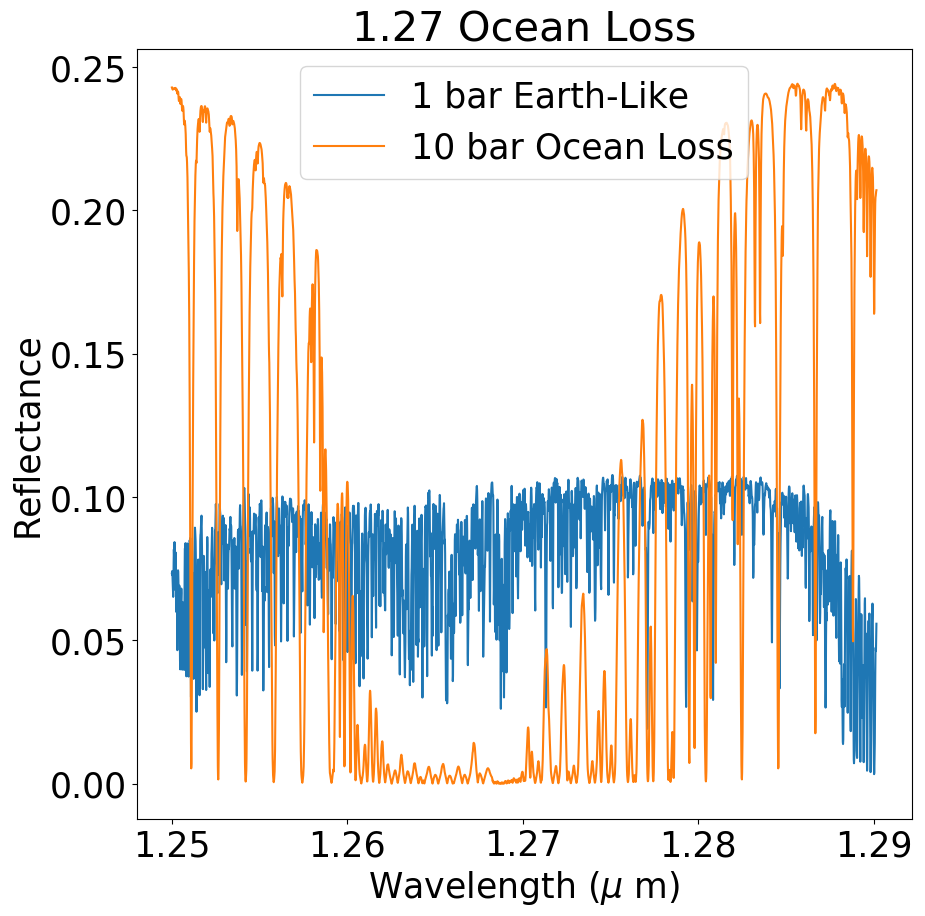 1.27 Ocean Loss
1 bar Earth-Like
10 bar Ocean Loss
Reflectance
0.25
0.20
0.15
0.10
0.05
0.00
1.25 1.26 1.27 1.28 1.29
Wavelength (μ m)